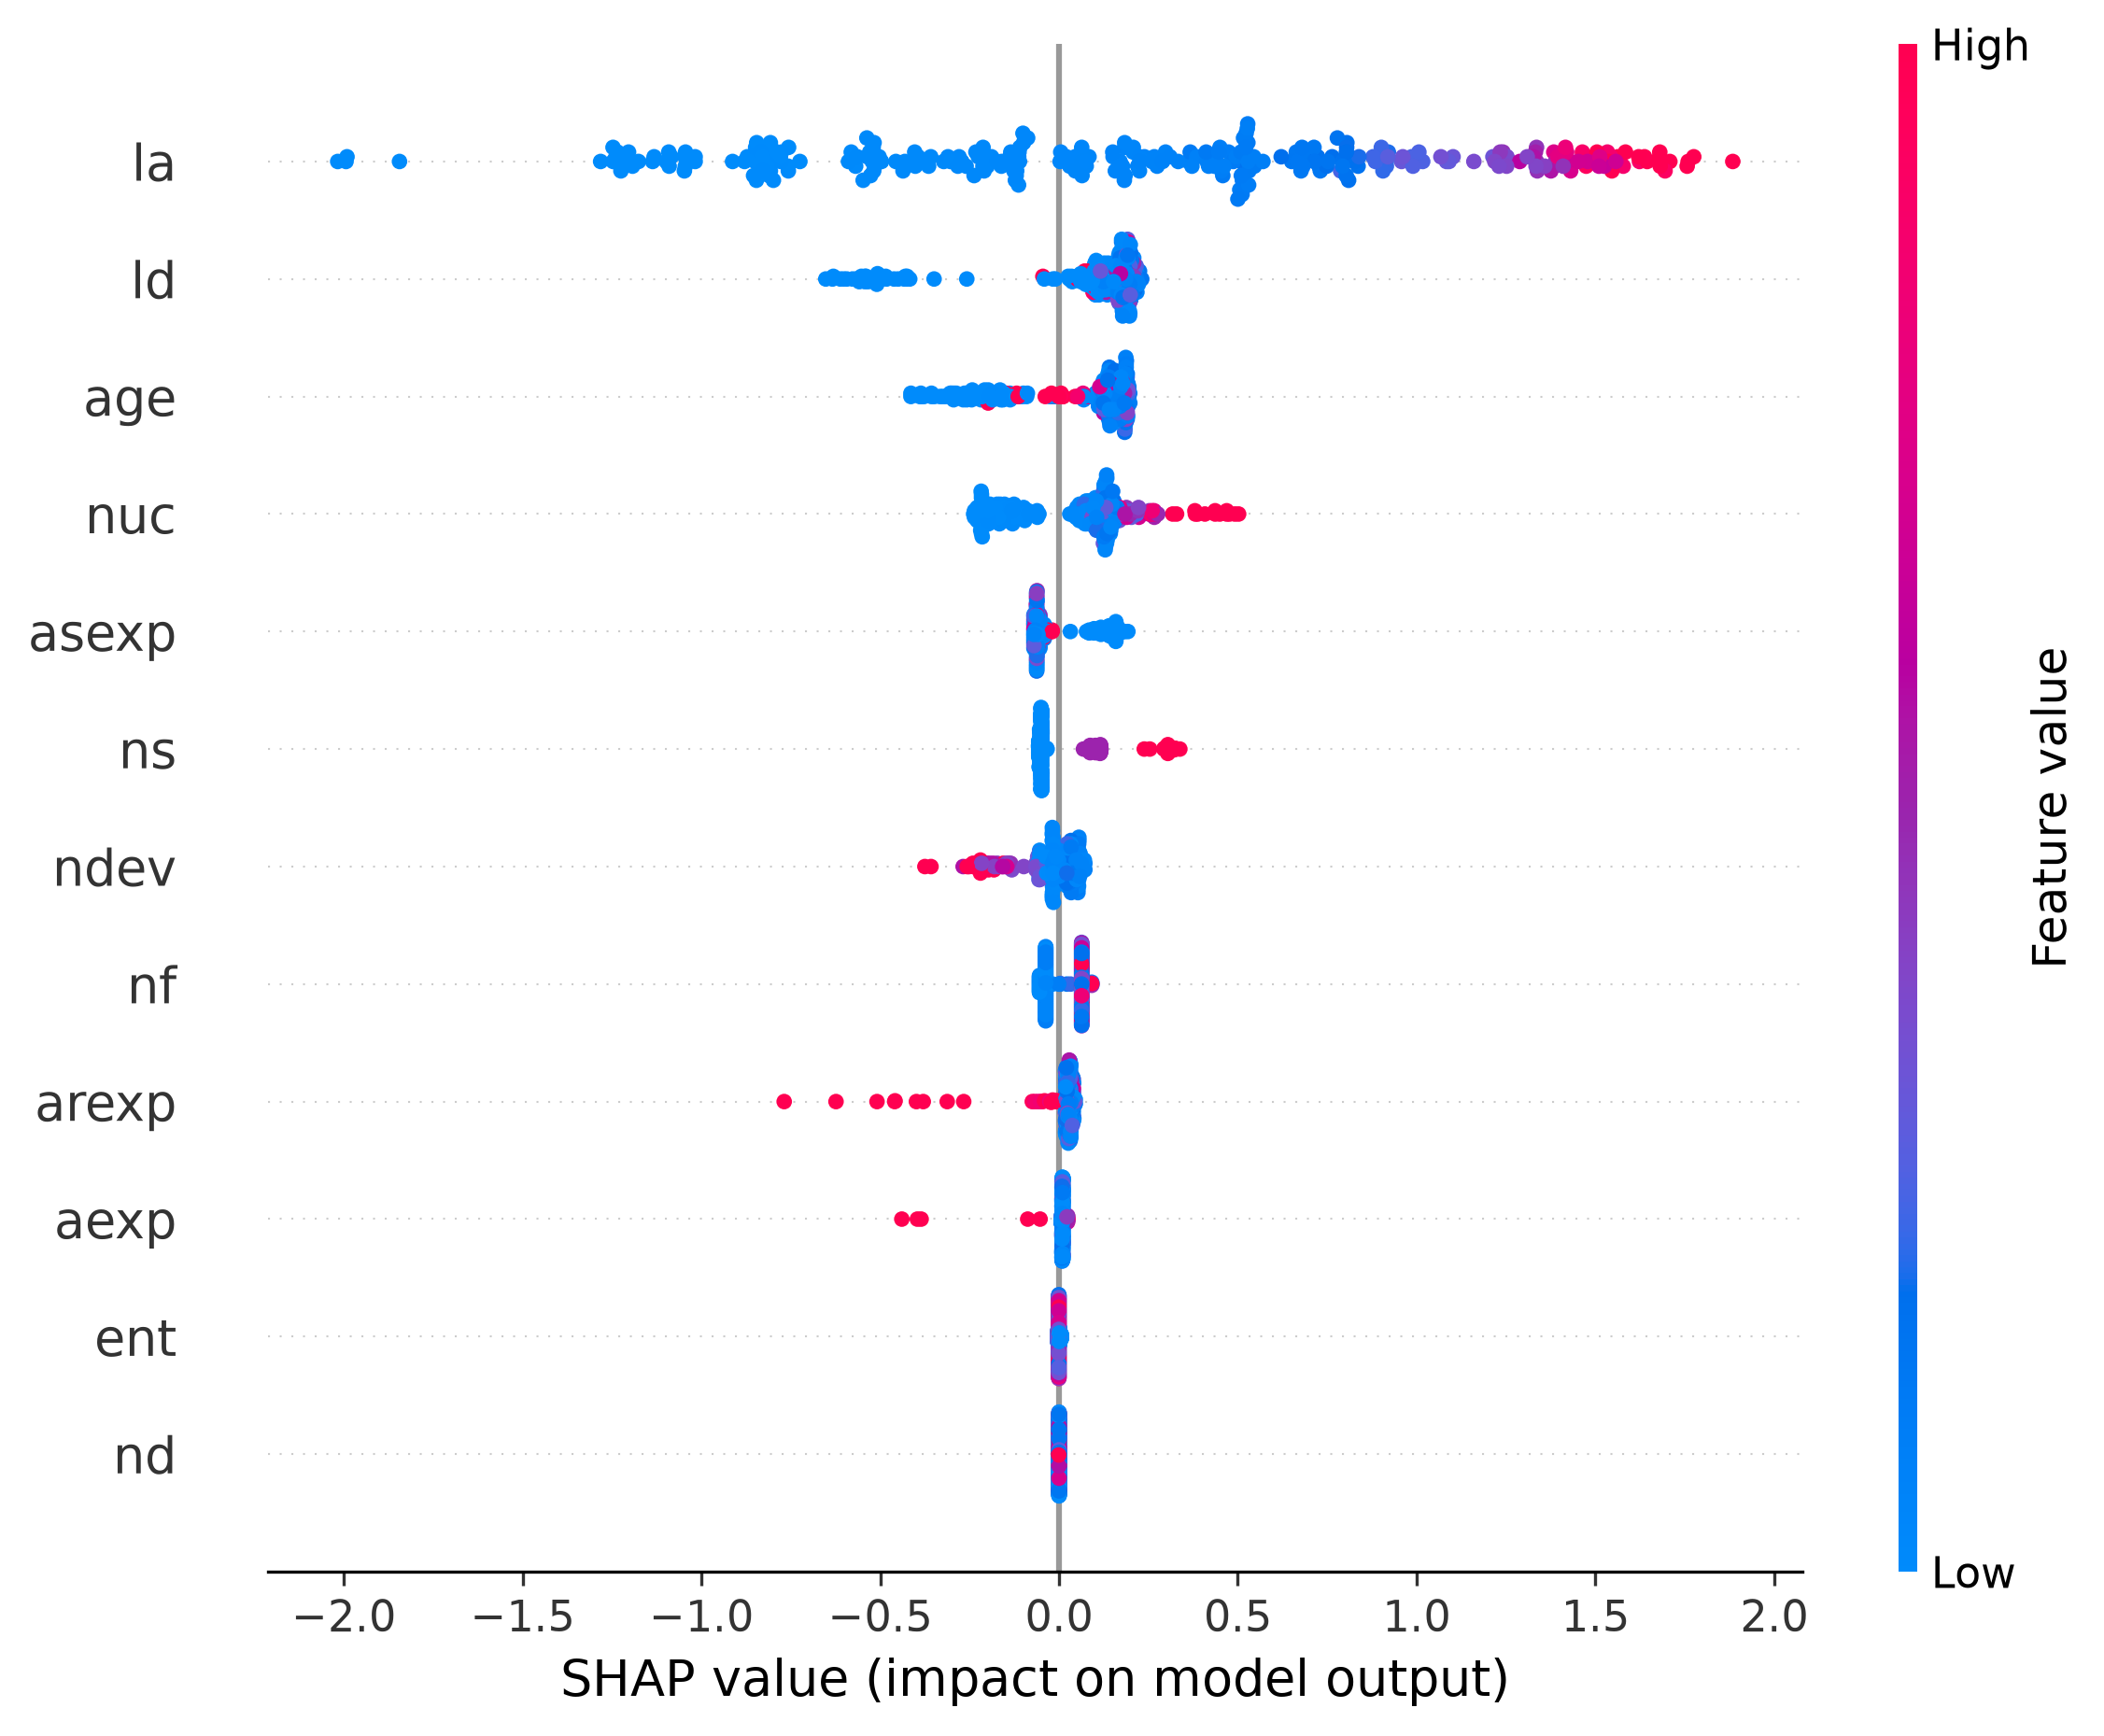 High
la
ld
age
nuc
asexp
ns
ndev
nf
arexp
aexp
ent
nd
Feature value
Low
−2.0 −1.5 −1.0 −0.5 0.0 0.5 1.0 1.5 2.0
SHAP value (impact on model output)